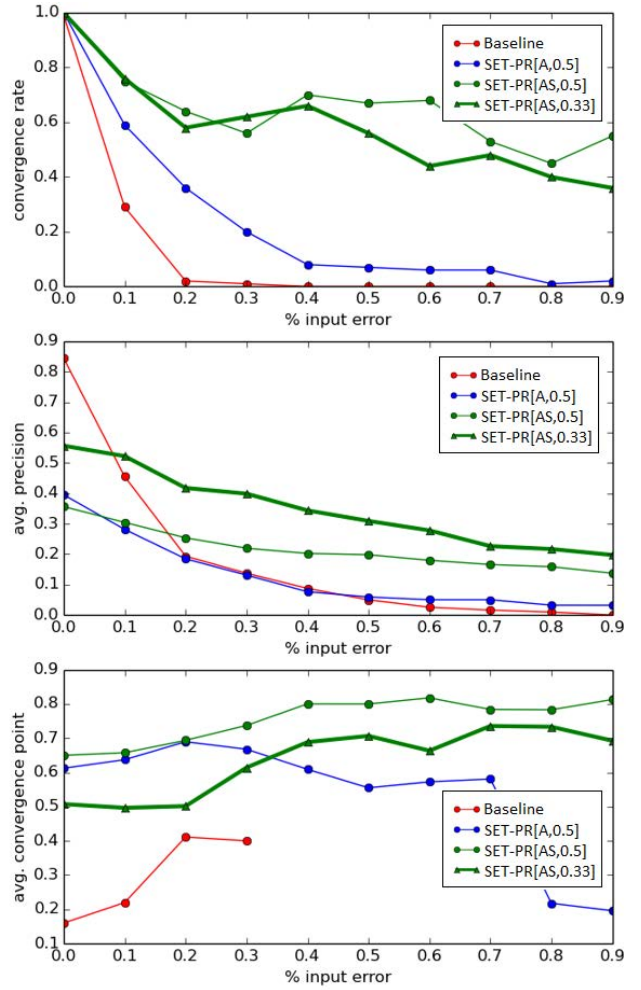 1.0
0.8
0.6
0.4
0.2
0.0
convergence rate
Baseline
SET-PR[A,0.5]
SET-PR[AS,0.5]
SET-PR[AS,0.33]
0.0 0.1 0.2 0.3 0.4 0.5 0.6 0.7 0.8 0.9
% input error
0.9
0.8
0.7
0.6
0.5
0.4
0.3
0.2
0.1
0.0
avg. precision
Baseline
SET-PR[A,0.5]
SET-PR[AS,0.5]
SET-PR[AS,0.33]
0.0 0.1 0.2 0.3 0.4 0.5 0.6 0.7 0.8 0.9
% input error
0.9
0.8
0.7
0.6
0.5
0.4
0.3
0.2
0.1
avg. convergence point
Baseline
SET-PR[A,0.5]
SET-PR[AS,0.5]
SET-PR[AS,0.33]
0.0 0.1 0.2 0.3 0.4 0.5 0.6 0.7 0.8 0.9
% input error